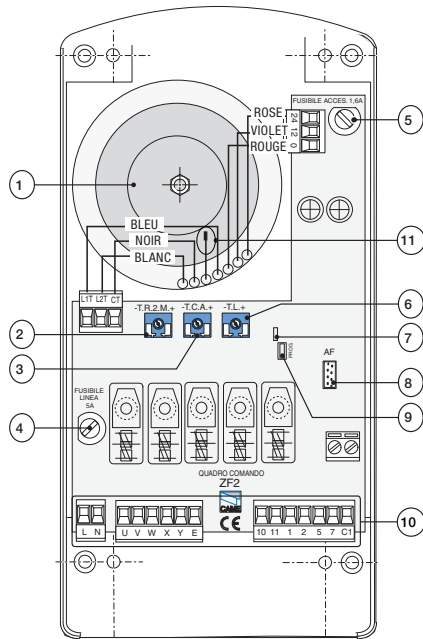 ROSE
FUSIBILE ACCES. 1,6A
VIOLET
24 12 0
ROUGE
5
1
BLEU
11
NOIR
BLANC
L1T L2T CT
-T.R.2.M.+
-T.C.A.+
-T.L.+
6
2
7
3
PROG
AF
8
FUSIBILE
LINEA
5A
9
4
QUADRO COMANDO
ZF2
CAME
CE
10
L N
U V W X Y E
10 11 1 2 5 7 C1